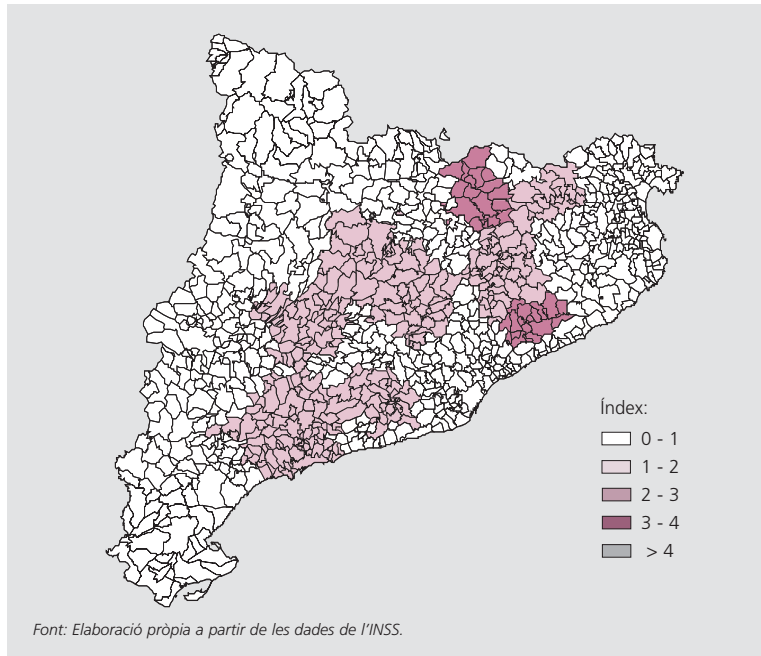 Índex:
0 - 1
1 - 2
2 - 3
3 - 4
> 4
Font: Elaboració pròpia a partir de les dades de l'INSS.